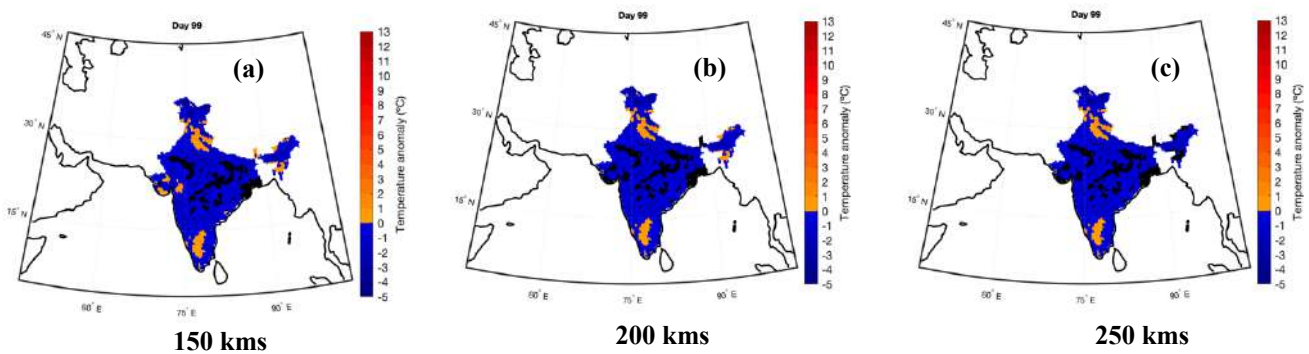 Day 99
45° N
30° N
15° N
60° E
75° E
90° E
(a)
13
12
11
10
9
8
7
6
5
4
3
2
1
0
-1
-2
-3
-4
-5
Temperature anomaly (°C)
150 kms
Day 99
45° N
30° N
15° N
60° E
75° E
90° E
(b)
13
12
11
10
9
8
7
6
5
4
3
2
1
0
-1
-2
-3
-4
-5
Temperature anomaly (°C)
200 kms
Day 99
45° N
30° N
15° N
60° E
75° E
90° E
(c)
13
12
11
10
9
8
7
6
5
4
3
2
1
0
-1
-2
-3
-4
-5
Temperature anomaly (°C)
250 kms